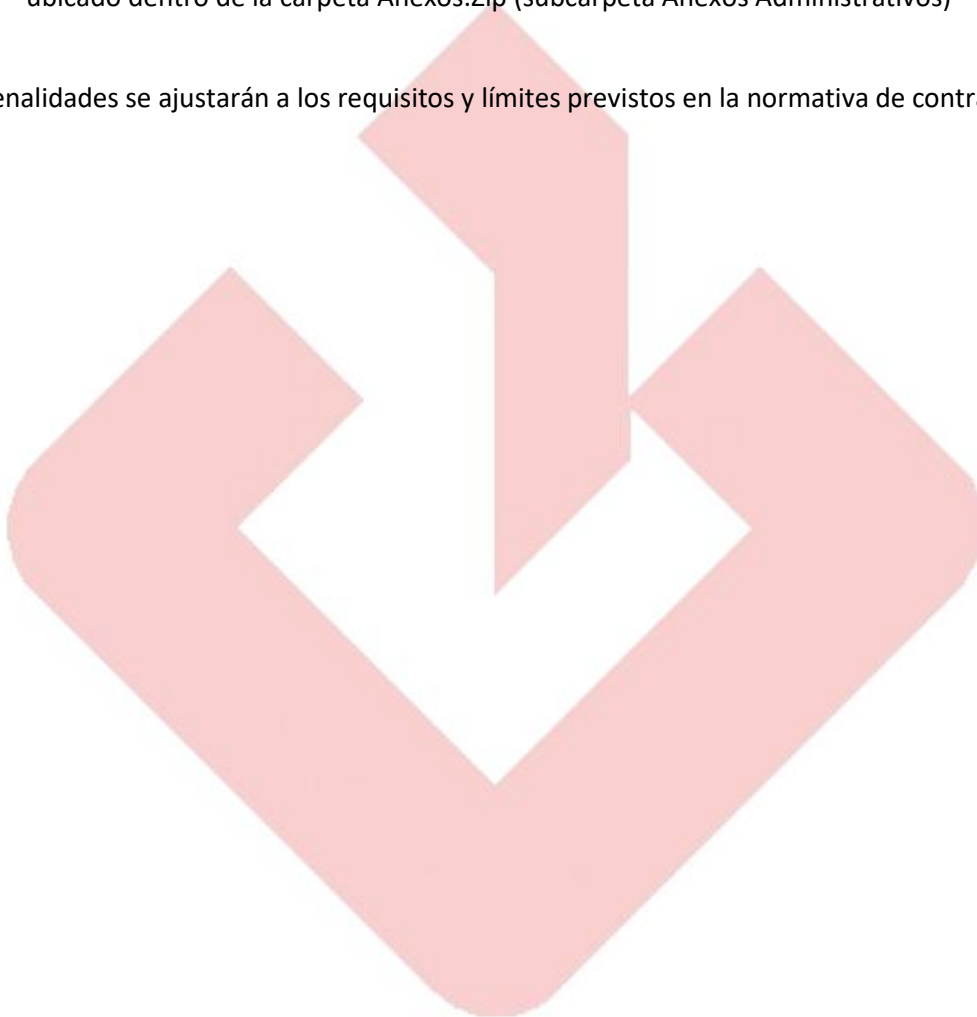 ubicado dentro de la carpeta Anexos.Zip (subcarpeta Anexos Administrativos)
enalidades se ajustarán a los requisitos y límites previstos en la normativa de contra